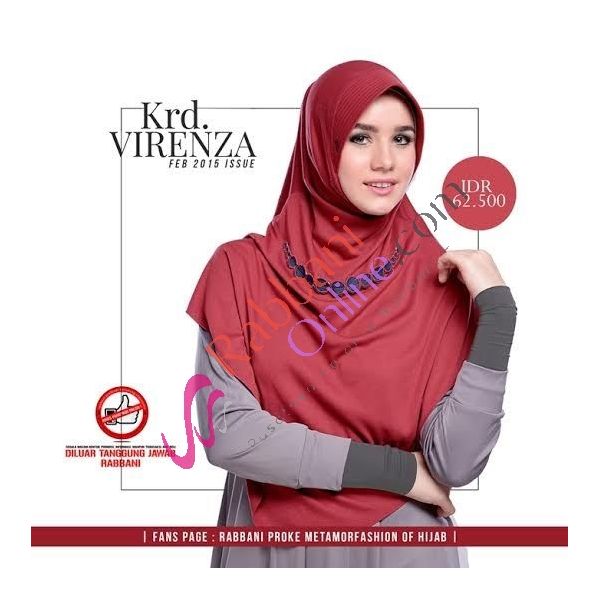 Krd.
VIRENZA
FEB 2015 ISSUE
IDR
62.500
Rabbani
Online.com
DILUAR TANGGUNG JAWAB
RABBANI
| FANS PAGE : RABBANI PROKE METAMORFASHION OF HIJAB |